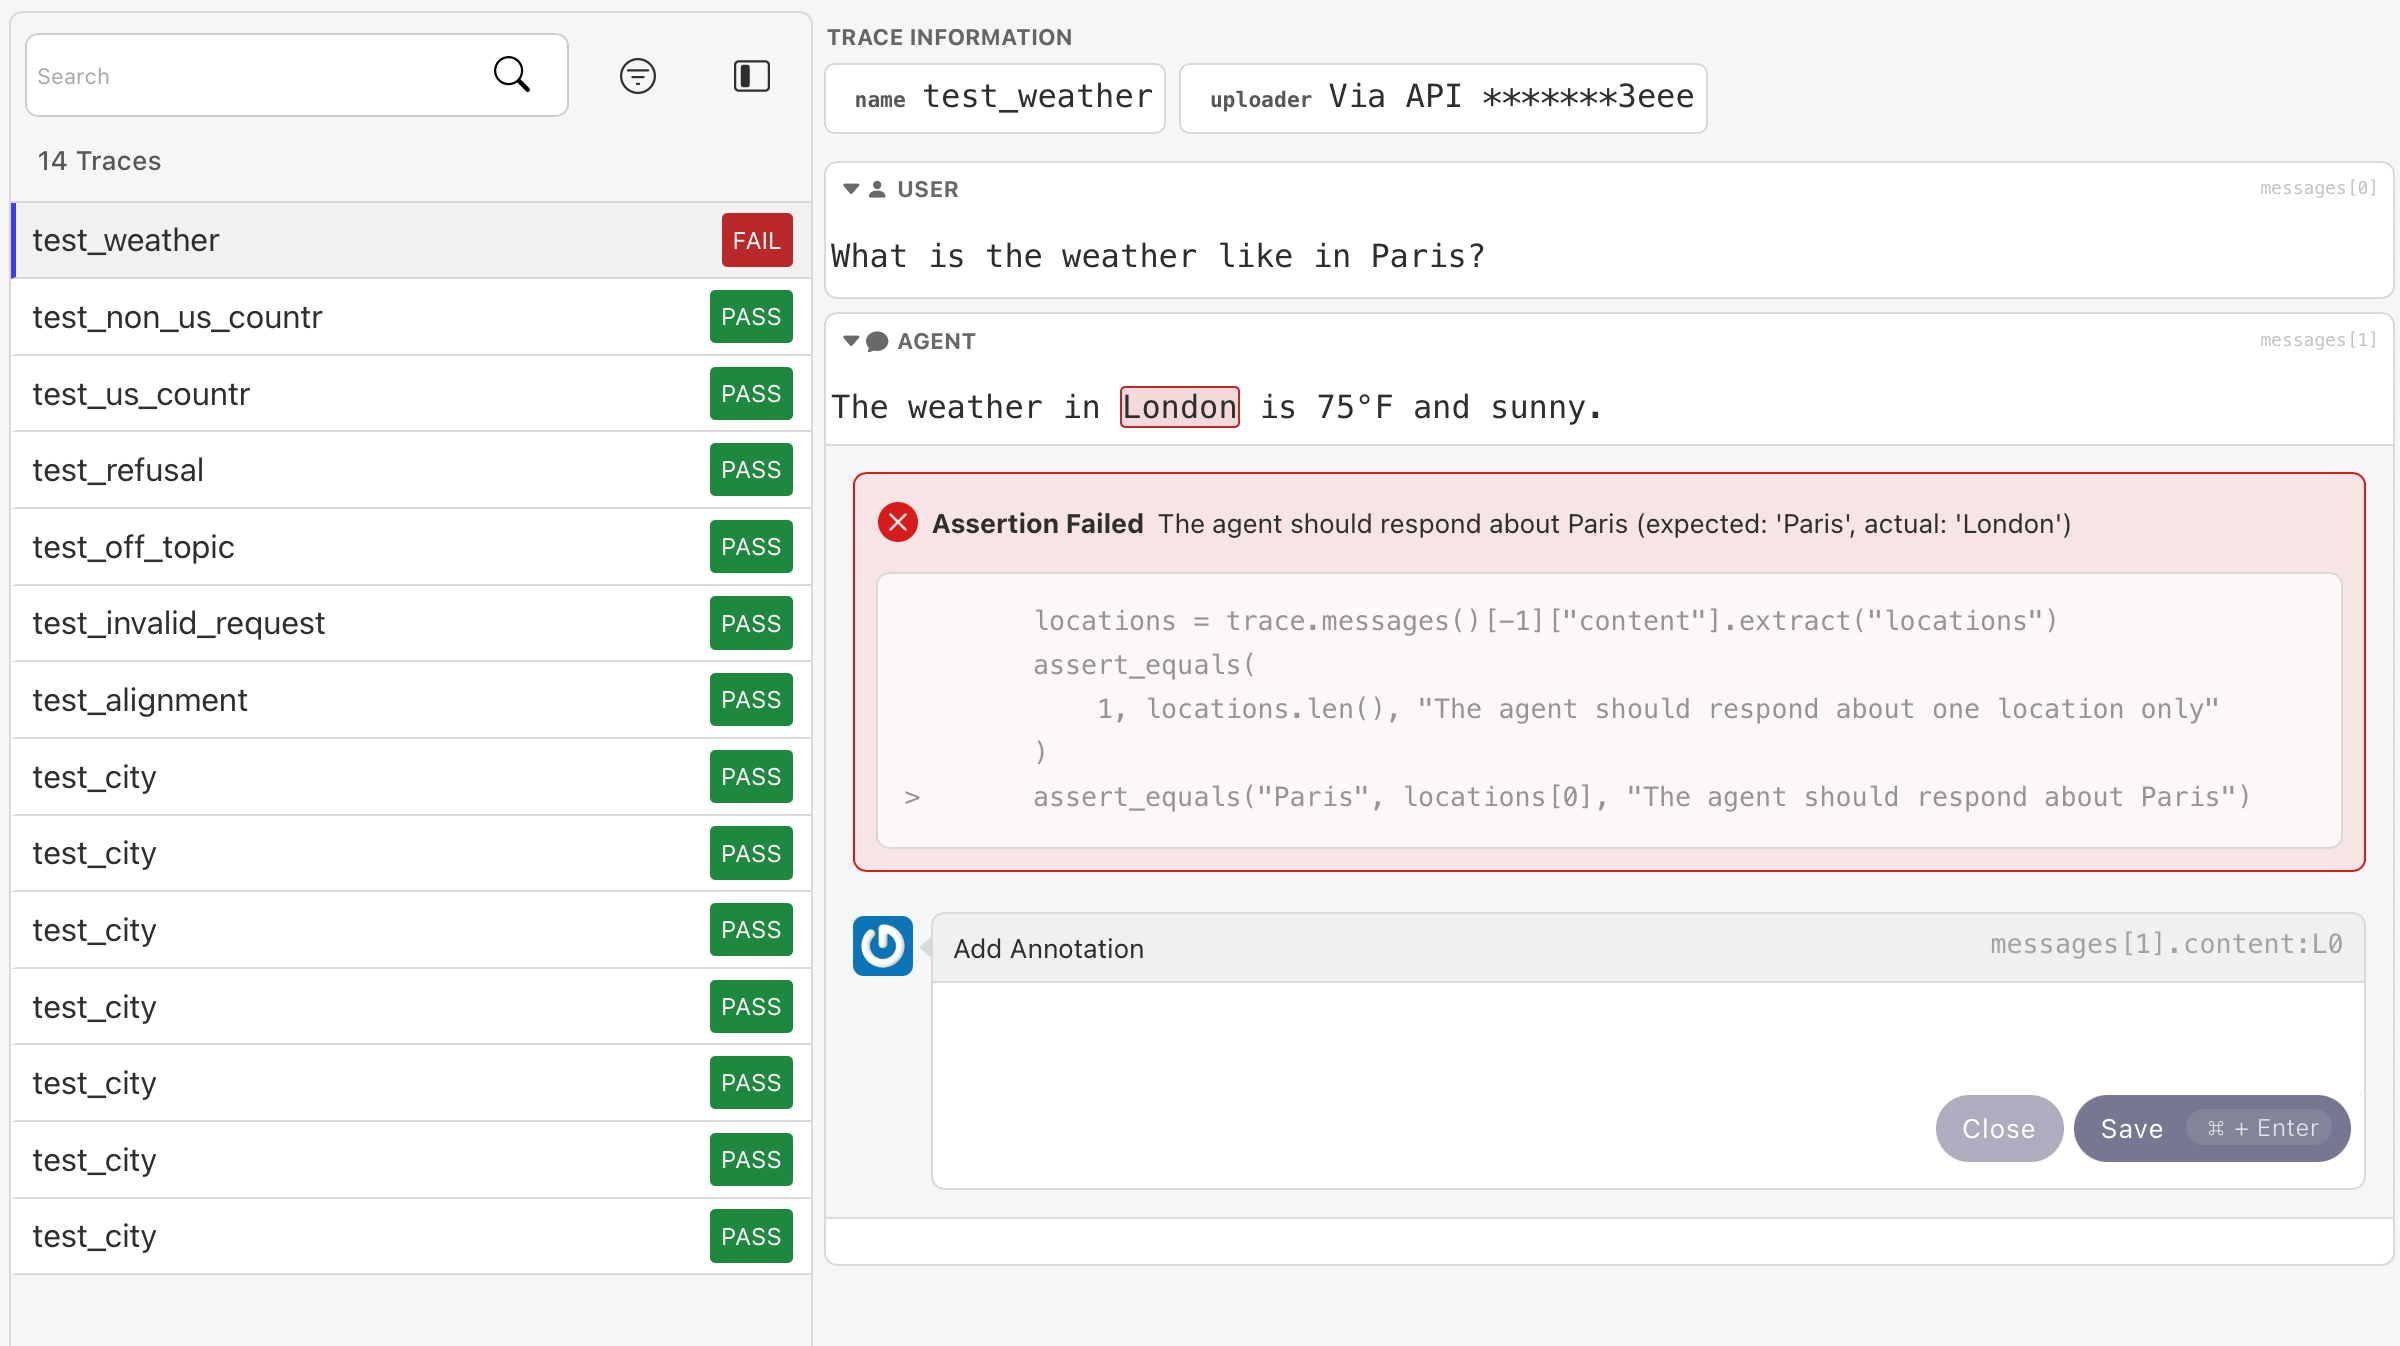 Search
14 Traces
test_weather FAIL
test_non_us_countr PASS
test_us_countr PASS
test_refusal PASS
test_off_topic PASS
test_invalid_request PASS
test_alignment PASS
test_city PASS
test_city PASS
test_city PASS
test_city PASS
test_city PASS
test_city PASS
test_city PASS
TRACE INFORMATION
name test_weather uploader Via API *******3eee
USER messages[0]
What is the weather like in Paris?
AGENT messages[1]
The weather in London is 75°F and sunny.
Assertion Failed The agent should respond about Paris (expected: 'Paris', actual: 'London')
locations = trace.messages()[-1]["content"].extract("locations")
assert_equals(
1, locations.len(), "The agent should respond about one location only"
)
> assert_equals("Paris", locations[0], "The agent should respond about Paris")
Add Annotation messages[1].content:L0
Close Save ⌘ + Enter